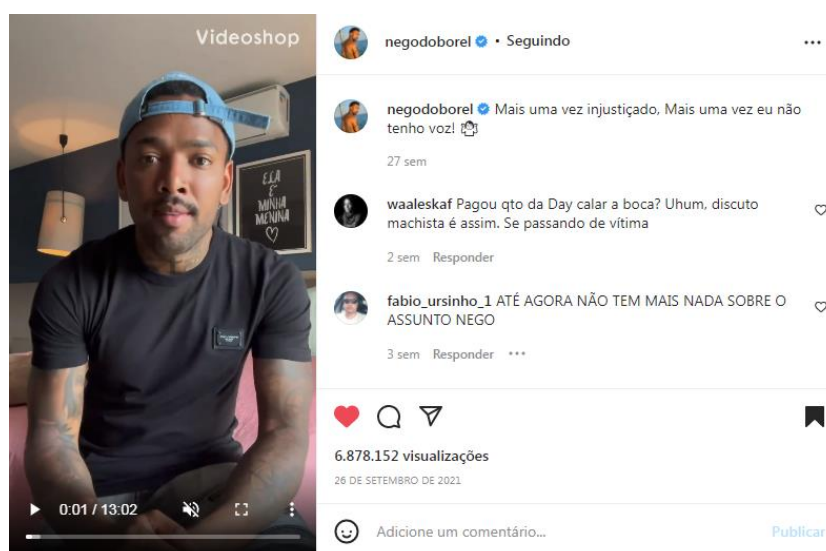 Videoshop
ELA
É
MINHA
MENINA
0:01 / 13:02
negodoborel • Seguindo
negodoborel Mais uma vez injustiçado, Mais uma vez eu não
tenho voz!
27 sem
waaleskaf Pagou qto da Day calar a boca? Uhum, discuto
machista é assim. Se passando de vítima
2 sem Responder
fabio_ursinho_1 ATÉ AGORA NÃO TEM MAIS NADA SOBRE O
ASSUNTO NEGO
3 sem Responder
6.878.152 visualizações
26 DE SETEMBRO DE 2021
Adicione um comentário...
Publicar